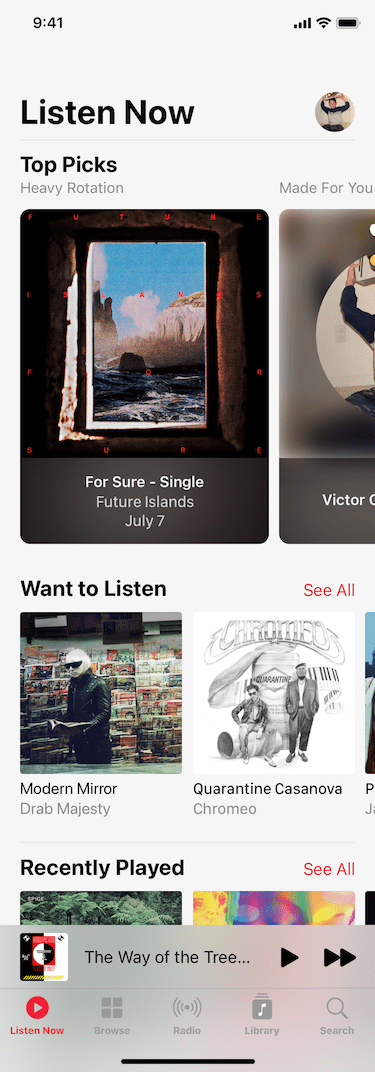 9:41
Listen Now
Top Picks
Heavy Rotation
Made For You
F U T U R E
I S L A N D S
F O R
S U R E
For Sure - Single
Future Islands
July 7
Victor
Want to Listen
See All
CHROMEO
QUARANTINE
Modern Mirror
Drab Majesty
Quarantine Casanova
Chromeo
Recently Played
See All
SPICE
The Way of the Tree...
Listen Now
Browse
Radio
Library
Search